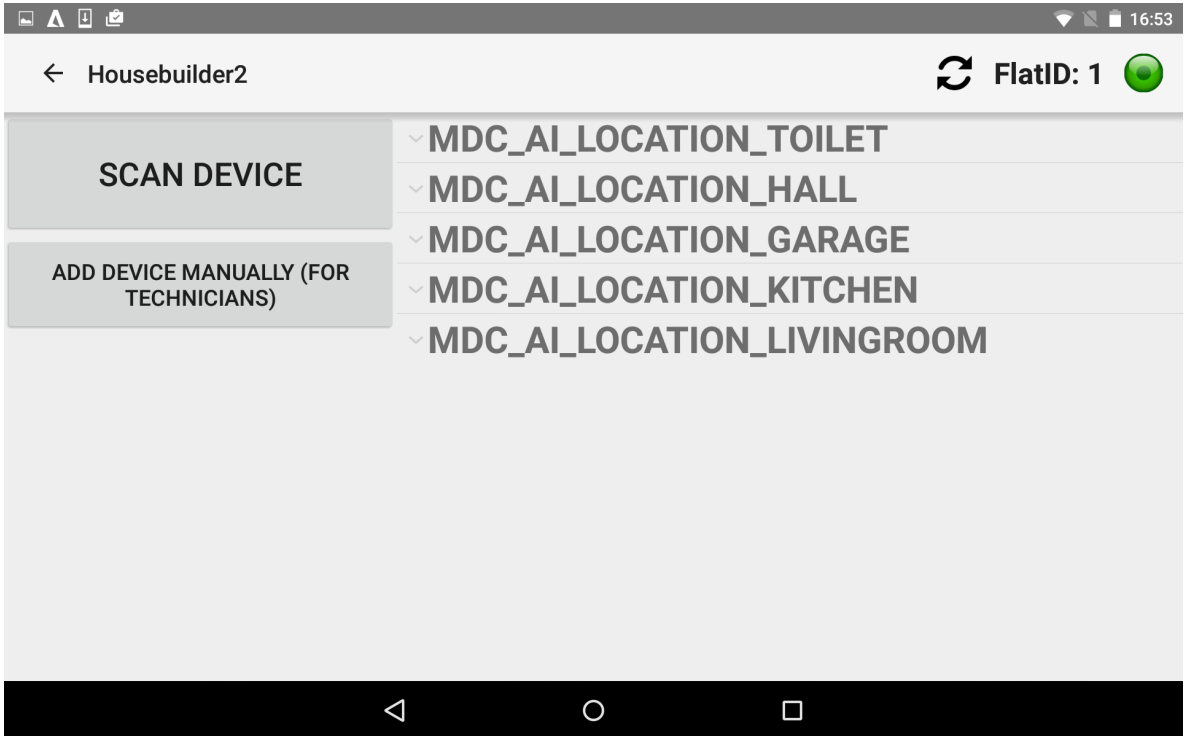 16:53
Housebuilder2
FlatID: 1
SCAN DEVICE
ADD DEVICE MANUALLY (FOR
TECHNICIANS)
MDC_AI_LOCATION_TOILET
MDC_AI_LOCATION_HALL
MDC_AI_LOCATION_GARAGE
MDC_AI_LOCATION_KITCHEN
MDC_AI_LOCATION_LIVINGROOM